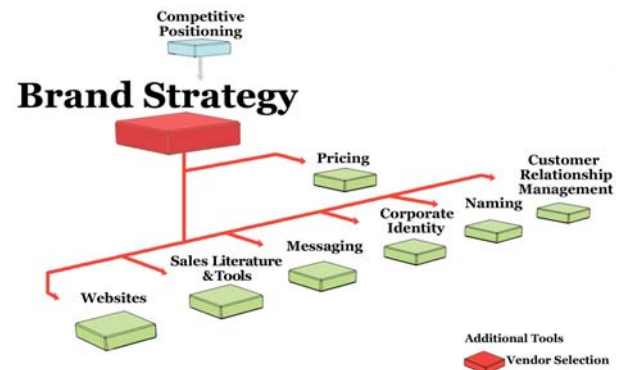 Competitive
Positioning
Brand Strategy
Pricing
Customer
Relationship
Management
Naming
Corporate
Identity
Messaging
Sales Literature
& Tools
Websites
Additional Tools
Vendor Selection